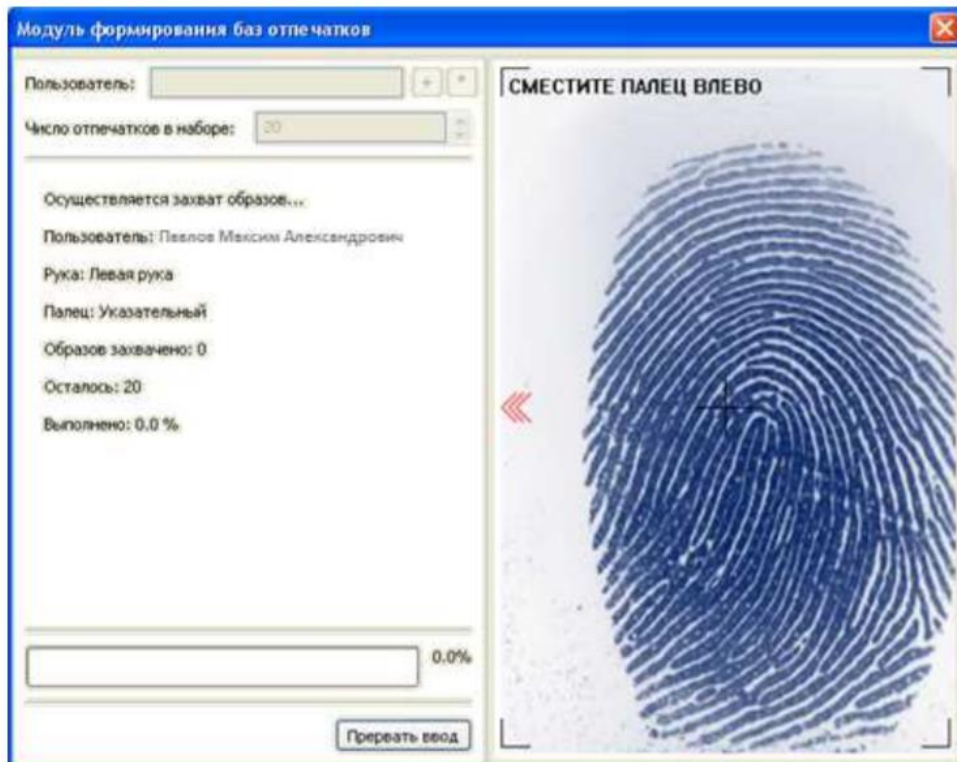 Модуль формирования баз отпечатков
Пользователь:
+ *
Число отпечатков в наборе: 20
Осуществляется захват образов...
Пользователь: Павлов Максим Александрович
Рука: Левая рука
Палец: Указательный
Образов захвачено: 0
Осталось: 20
Выполнено: 0.0 %
0.0%
Прервать ввод
СМЕСТИТЕ ПАЛЕЦ ВЛЕВО